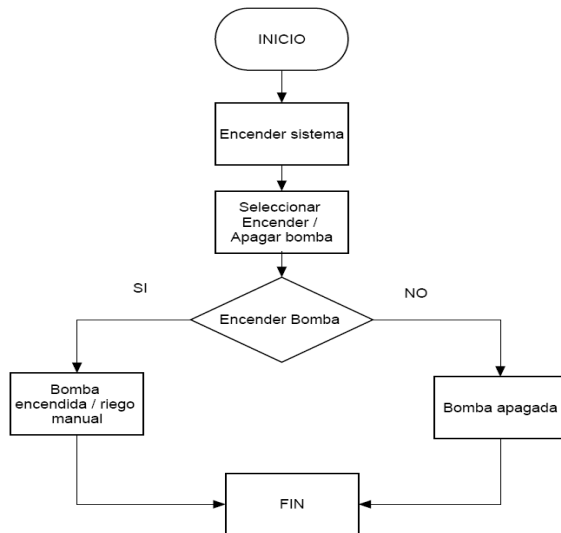 INICIO
Encender sistema
Seleccionar
Encender /
Apagar bomba
SI
NO
Encender Bomba
Bomba
encendida / riego
manual
Bomba apagada
FIN